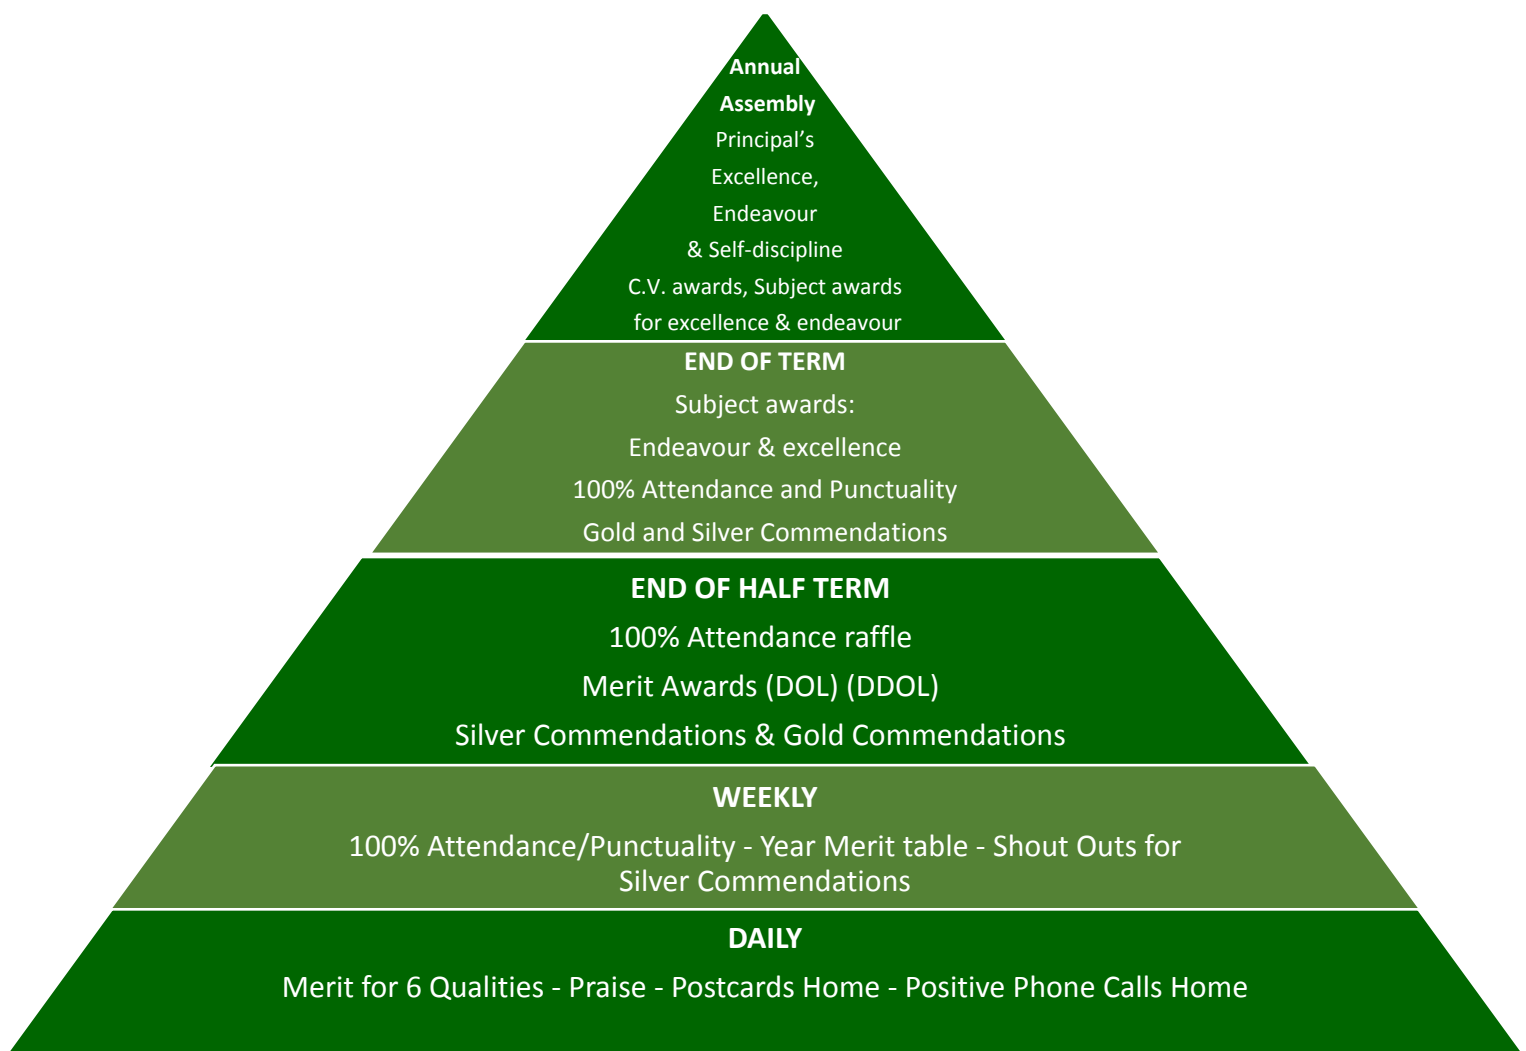 Annual
Assembly
Principal’s
Excellence,
Endeavour
& Self-discipline
C.V. awards, Subject awards
for excellence & endeavour
END OF TERM
Subject awards:
Endeavour & excellence
100% Attendance and Punctuality
Gold and Silver Commendations
END OF HALF TERM
100% Attendance raffle
Merit Awards (DOL) (DDOL)
Silver Commendations & Gold Commendations
WEEKLY
100% Attendance/Punctuality - Year Merit table - Shout Outs for
Silver Commendations
DAILY
Merit for 6 Qualities - Praise - Postcards Home - Positive Phone Calls Home